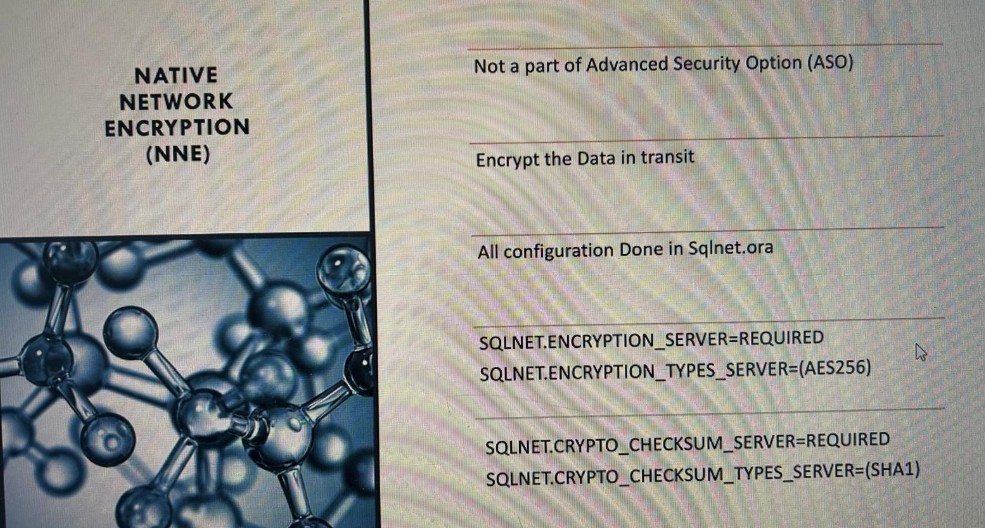 NATIVE
NETWORK
ENCRYPTION
(NNE)
Not a part of Advanced Security Option (ASO)
Encrypt the Data in transit
All configuration Done in Sqlnet.ora
SQLNET.ENCRYPTION_SERVER=REQUIRED
SQLNET.ENCRYPTION_TYPES_SERVER=(AES256)
SQLNET.CRYPTO_CHECKSUM_SERVER=REQUIRED
SQLNET.CRYPTO_CHECKSUM_TYPES_SERVER=(SHA1)